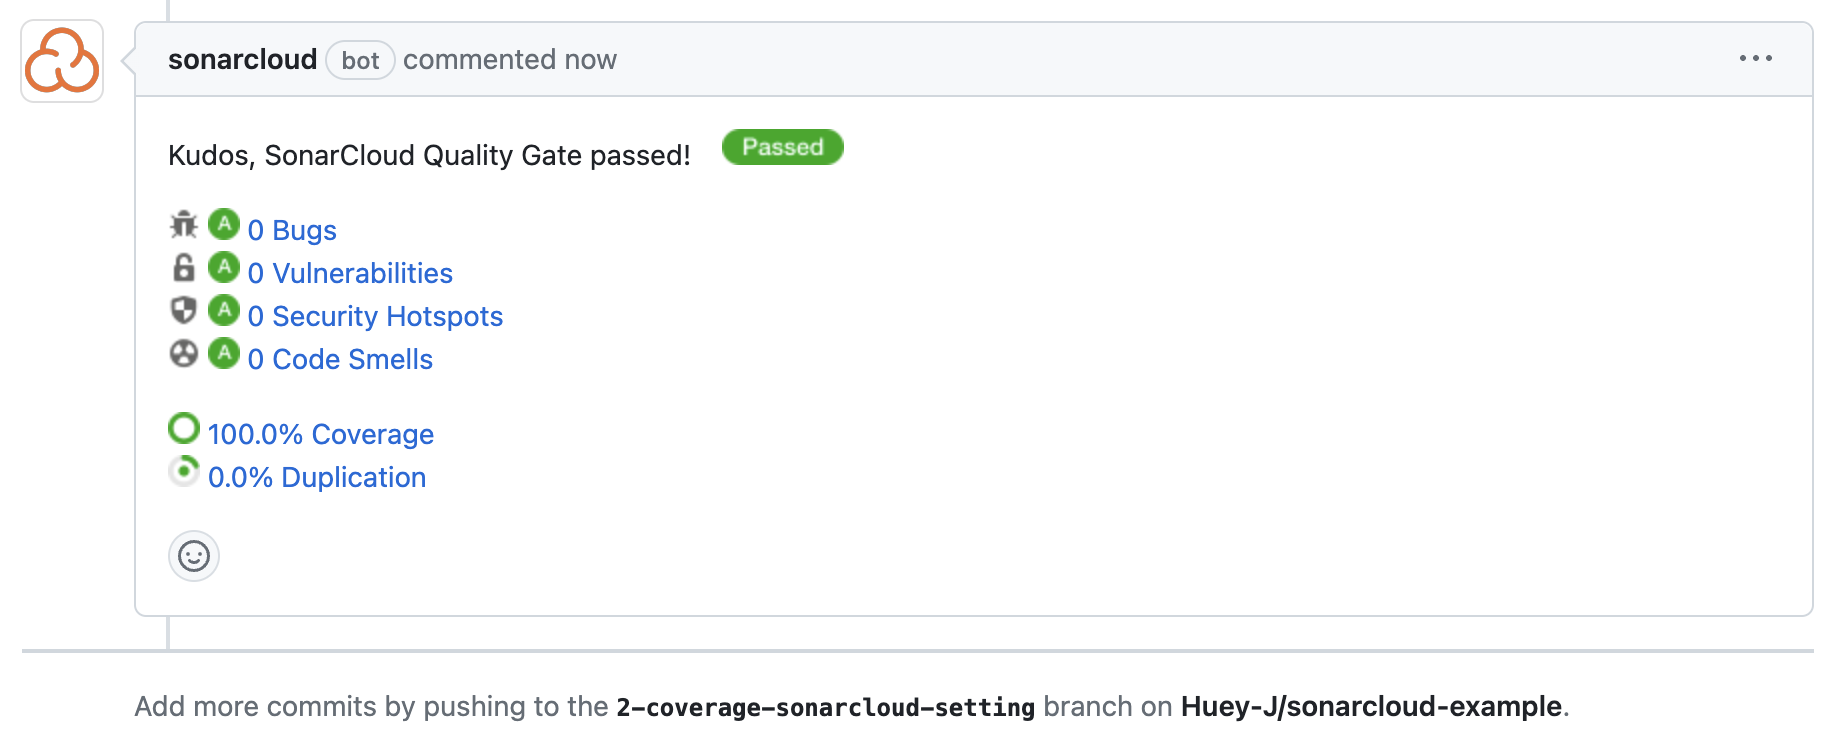 sonarcloud bot commented now
Kudos, SonarCloud Quality Gate passed! Passed
A 0 Bugs
A 0 Vulnerabilities
A 0 Security Hotspots
A 0 Code Smells
100.0% Coverage
0.0% Duplication
Add more commits by pushing to the 2-coverage-sonarcloud-setting branch on Huey-J/sonarcloud-example.